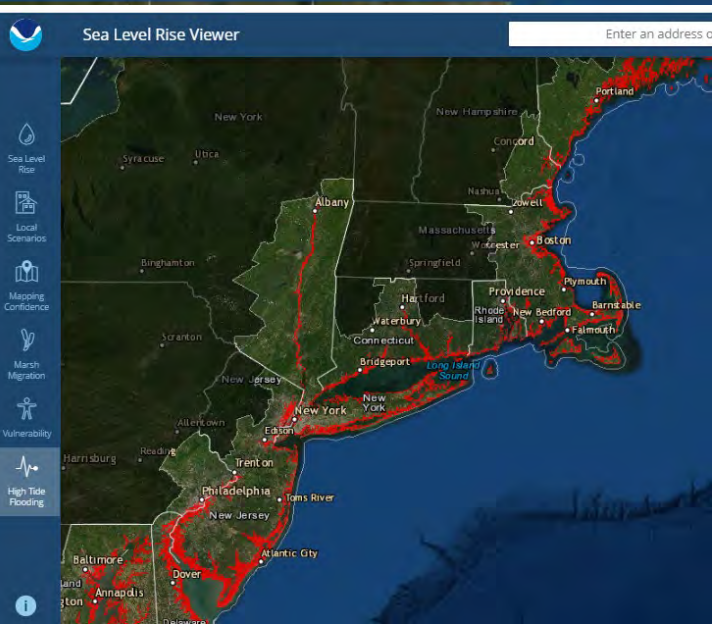 Sea Level Rise Viewer
Enter an address o
Sea Level
Rise
Local
Scenarios
Mapping
Confidence
Marsh
Migration
Vulnerability
High Tide
Flooding
i
Portland
New York
New Hampshire
Concord
Syracuse
Utica
Nashua
Albany
Lowell
Massachusetts
Worcester
Boston
Binghamton
Springfield
Plymouth
Hartford
Providence
Barnstable
Rhode
Island
New Bedford
Waterbury
Falmouth
Connecticut
Scranton
Bridgeport
Long Island
Sound
New Jersey
New
York
New York
Allentown
Edison
Harrisburg
Reading
Trenton
Philadelphia
Toms River
New Jersey
Atlantic City
Baltimore
Dover
land
Annapolis
gton
Delaware